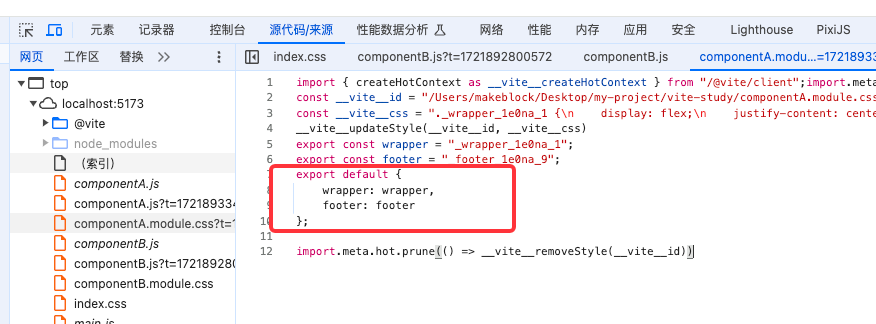 元素 记录器 控制台 源代码/来源 性能数据分析 网络 性能 内存 应用 安全 Lighthouse PixiJS
网页 工作区 替换 >>
index.css componentB.js?t=1721892800572 componentB.js componentA.modu...=17218933
top
localhost:5173
@vite
node_modules
（索引）
componentA.js
componentA.js?t=172189334
componentA.module.css?t=1
componentB.js
componentB.js?t=172189280
componentB.module.css
index.css
main.js
1 import { createHotContext as __vite__createHotContext } from "/@vite/client";import.meta
2 const __vite__id = "/Users/makeblock/Desktop/my-project/vite-study/componentA.module.css
3 const __vite__css = "._wrapper_1e0na_1 {\n    display: flex;\n    justify-content: cente
4 __vite__updateStyle(__vite__id, __vite__css)
5 export const wrapper = "_wrapper_1e0na_1";
6 export const footer = "_footer_1e0na_9";
7 export default {
8     wrapper: wrapper,
9     footer: footer
10 };
11
12 import.meta.hot.prune(() => __vite__removeStyle(__vite__id))